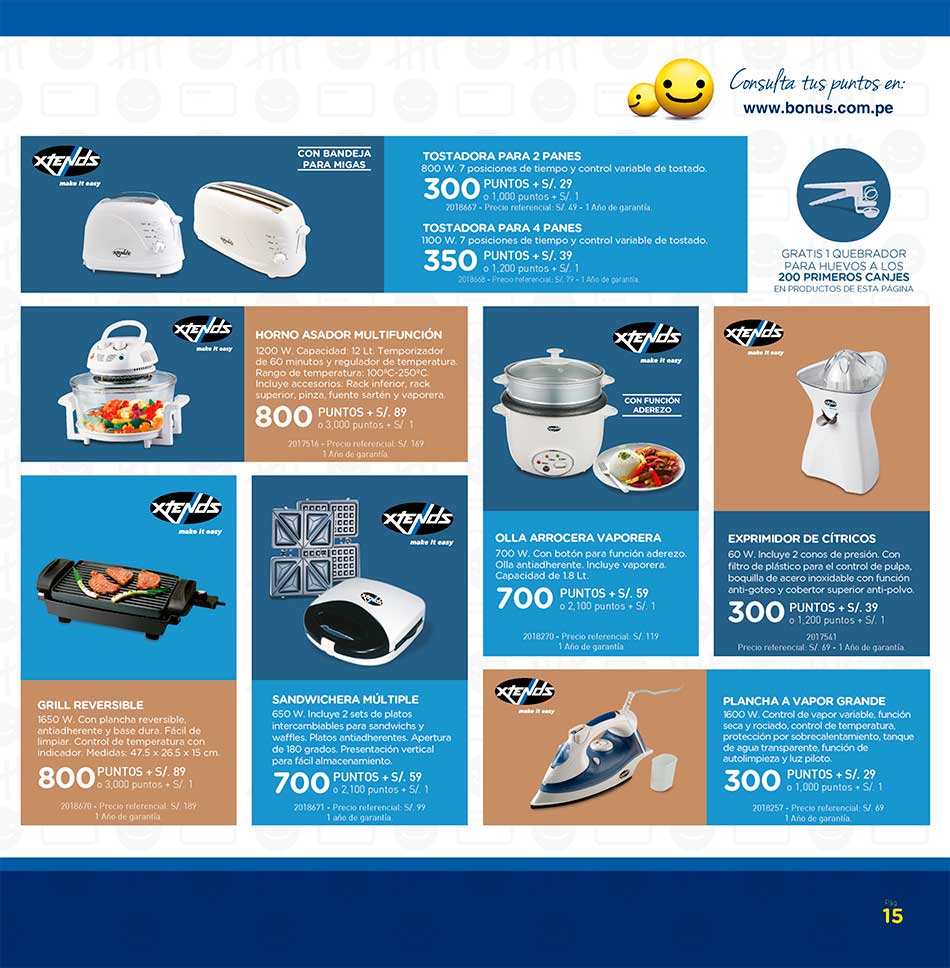 Consulta tus puntos en:
www.bonus.com.pe
xtends
make it easy
CON BANDEJA
PARA MIGAS
TOSTADORA PARA 2 PANES
800 W. 7 posiciones de tiempo y control variable de tostado.
300 PUNTOS + S/. 29
o 1,000 puntos + S/. 1
2018667 - Precio referencial: S/. 49 - 1 Año de garantía.
TOSTADORA PARA 4 PANES
1100 W. 7 posiciones de tiempo y control variable de tostado.
350 PUNTOS + S/. 39
o 1,200 puntos + S/. 1
2018668 - Precio referencial: S/. 79 - 1 Año de garantía.
GRATIS 1 QUEBRADOR
PARA HUEVOS A LOS
200 PRIMEROS CANJES
EN PRODUCTOS DE ESTA PÁGINA
xtends
make it easy
HORNO ASADOR MULTIFUNCIÓN
1200 W. Capacidad: 12 Lt. Temporizador
de 60 minutos y regulador de temperatura.
Rango de temperatura: 100ºC-250ºC.
Incluye accesorios: Rack inferior, rack
superior, pinza, fuente sartén y vaporera.
800 PUNTOS + S/. 89
o 3,000 puntos + S/. 1
2017516 - Precio referencial: S/. 169
1 Año de garantía.
xtends
make it easy
CON FUNCIÓN
ADEREZO
OLLA ARROCERA VAPORERA
700 W. Con botón para función aderezo.
Olla antiadherente. Incluye vaporera.
Capacidad de 1.8 Lt.
700 PUNTOS + S/. 59
o 2,100 puntos + S/. 1
2018270 - Precio referencial: S/. 119
1 Año de garantía
xtends
make it easy
EXPRIMIDOR DE CÍTRICOS
60 W. Incluye 2 conos de presión. Con
filtro de plástico para el control de pulpa,
boquilla de acero inoxidable con función
anti-goteo y cobertor superior anti-polvo.
300 PUNTOS + S/. 39
o 1,200 puntos + S/. 1
2017541
Precio referencial: S/. 69 - 1 Año de garantía.
xtends
make it easy
GRILL REVERSIBLE
1650 W. Con plancha reversible,
antiadherente y base dura. Fácil de
limpiar. Control de temperatura con
indicador. Medidas: 47.5 x 26.5 x 15 cm.
800 PUNTOS + S/. 89
o 3,000 puntos + S/. 1
2018670 - Precio referencial: S/. 189
1 Año de garantía.
xtends
make it easy
SANDWICHERA MÚLTIPLE
650 W. Incluye 2 sets de platos
intercambiables para sandwichs y
waffles. Platos antiadherentes. Apertura
de 180 grados. Presentación vertical
para fácil almacenamiento.
700 PUNTOS + S/. 59
o 2,100 puntos + S/. 1
2018671 - Precio referencial: S/. 99
1 año de garantía.
xtends
make it easy
PLANCHA A VAPOR GRANDE
1600 W. Control de vapor variable, función
seca y rociado, control de temperatura,
protección por sobrecalentamiento, tanque
de agua transparente, función de
autolimpieza y luz piloto.
300 PUNTOS + S/. 29
o 1,000 puntos + S/. 1
2018257 - Precio referencial: S/. 69
1 Año de garantía.
Pág.
15